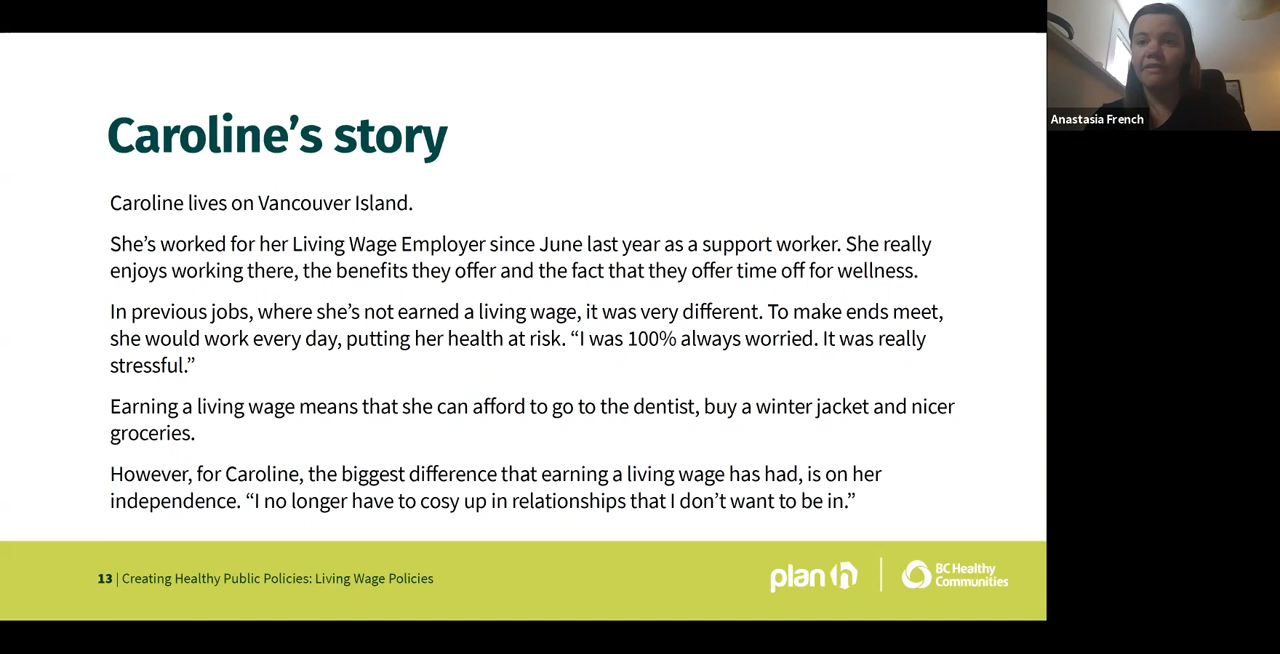 Caroline’s story
Caroline lives on Vancouver Island.
She’s worked for her Living Wage Employer since June last year as a support worker. She really
enjoys working there, the benefits they offer and the fact that they offer time off for wellness.
In previous jobs, where she’s not earned a living wage, it was very different. To make ends meet,
she would work every day, putting her health at risk. “I was 100% always worried. It was really
stressful.”
Earning a living wage means that she can afford to go to the dentist, buy a winter jacket and nicer
groceries.
However, for Caroline, the biggest difference that earning a living wage has had, is on her
independence. “I no longer have to cosy up in relationships that I don’t want to be in.”
13 | Creating Healthy Public Policies: Living Wage Policies
plan h
BC Healthy
Communities
Anastasia French